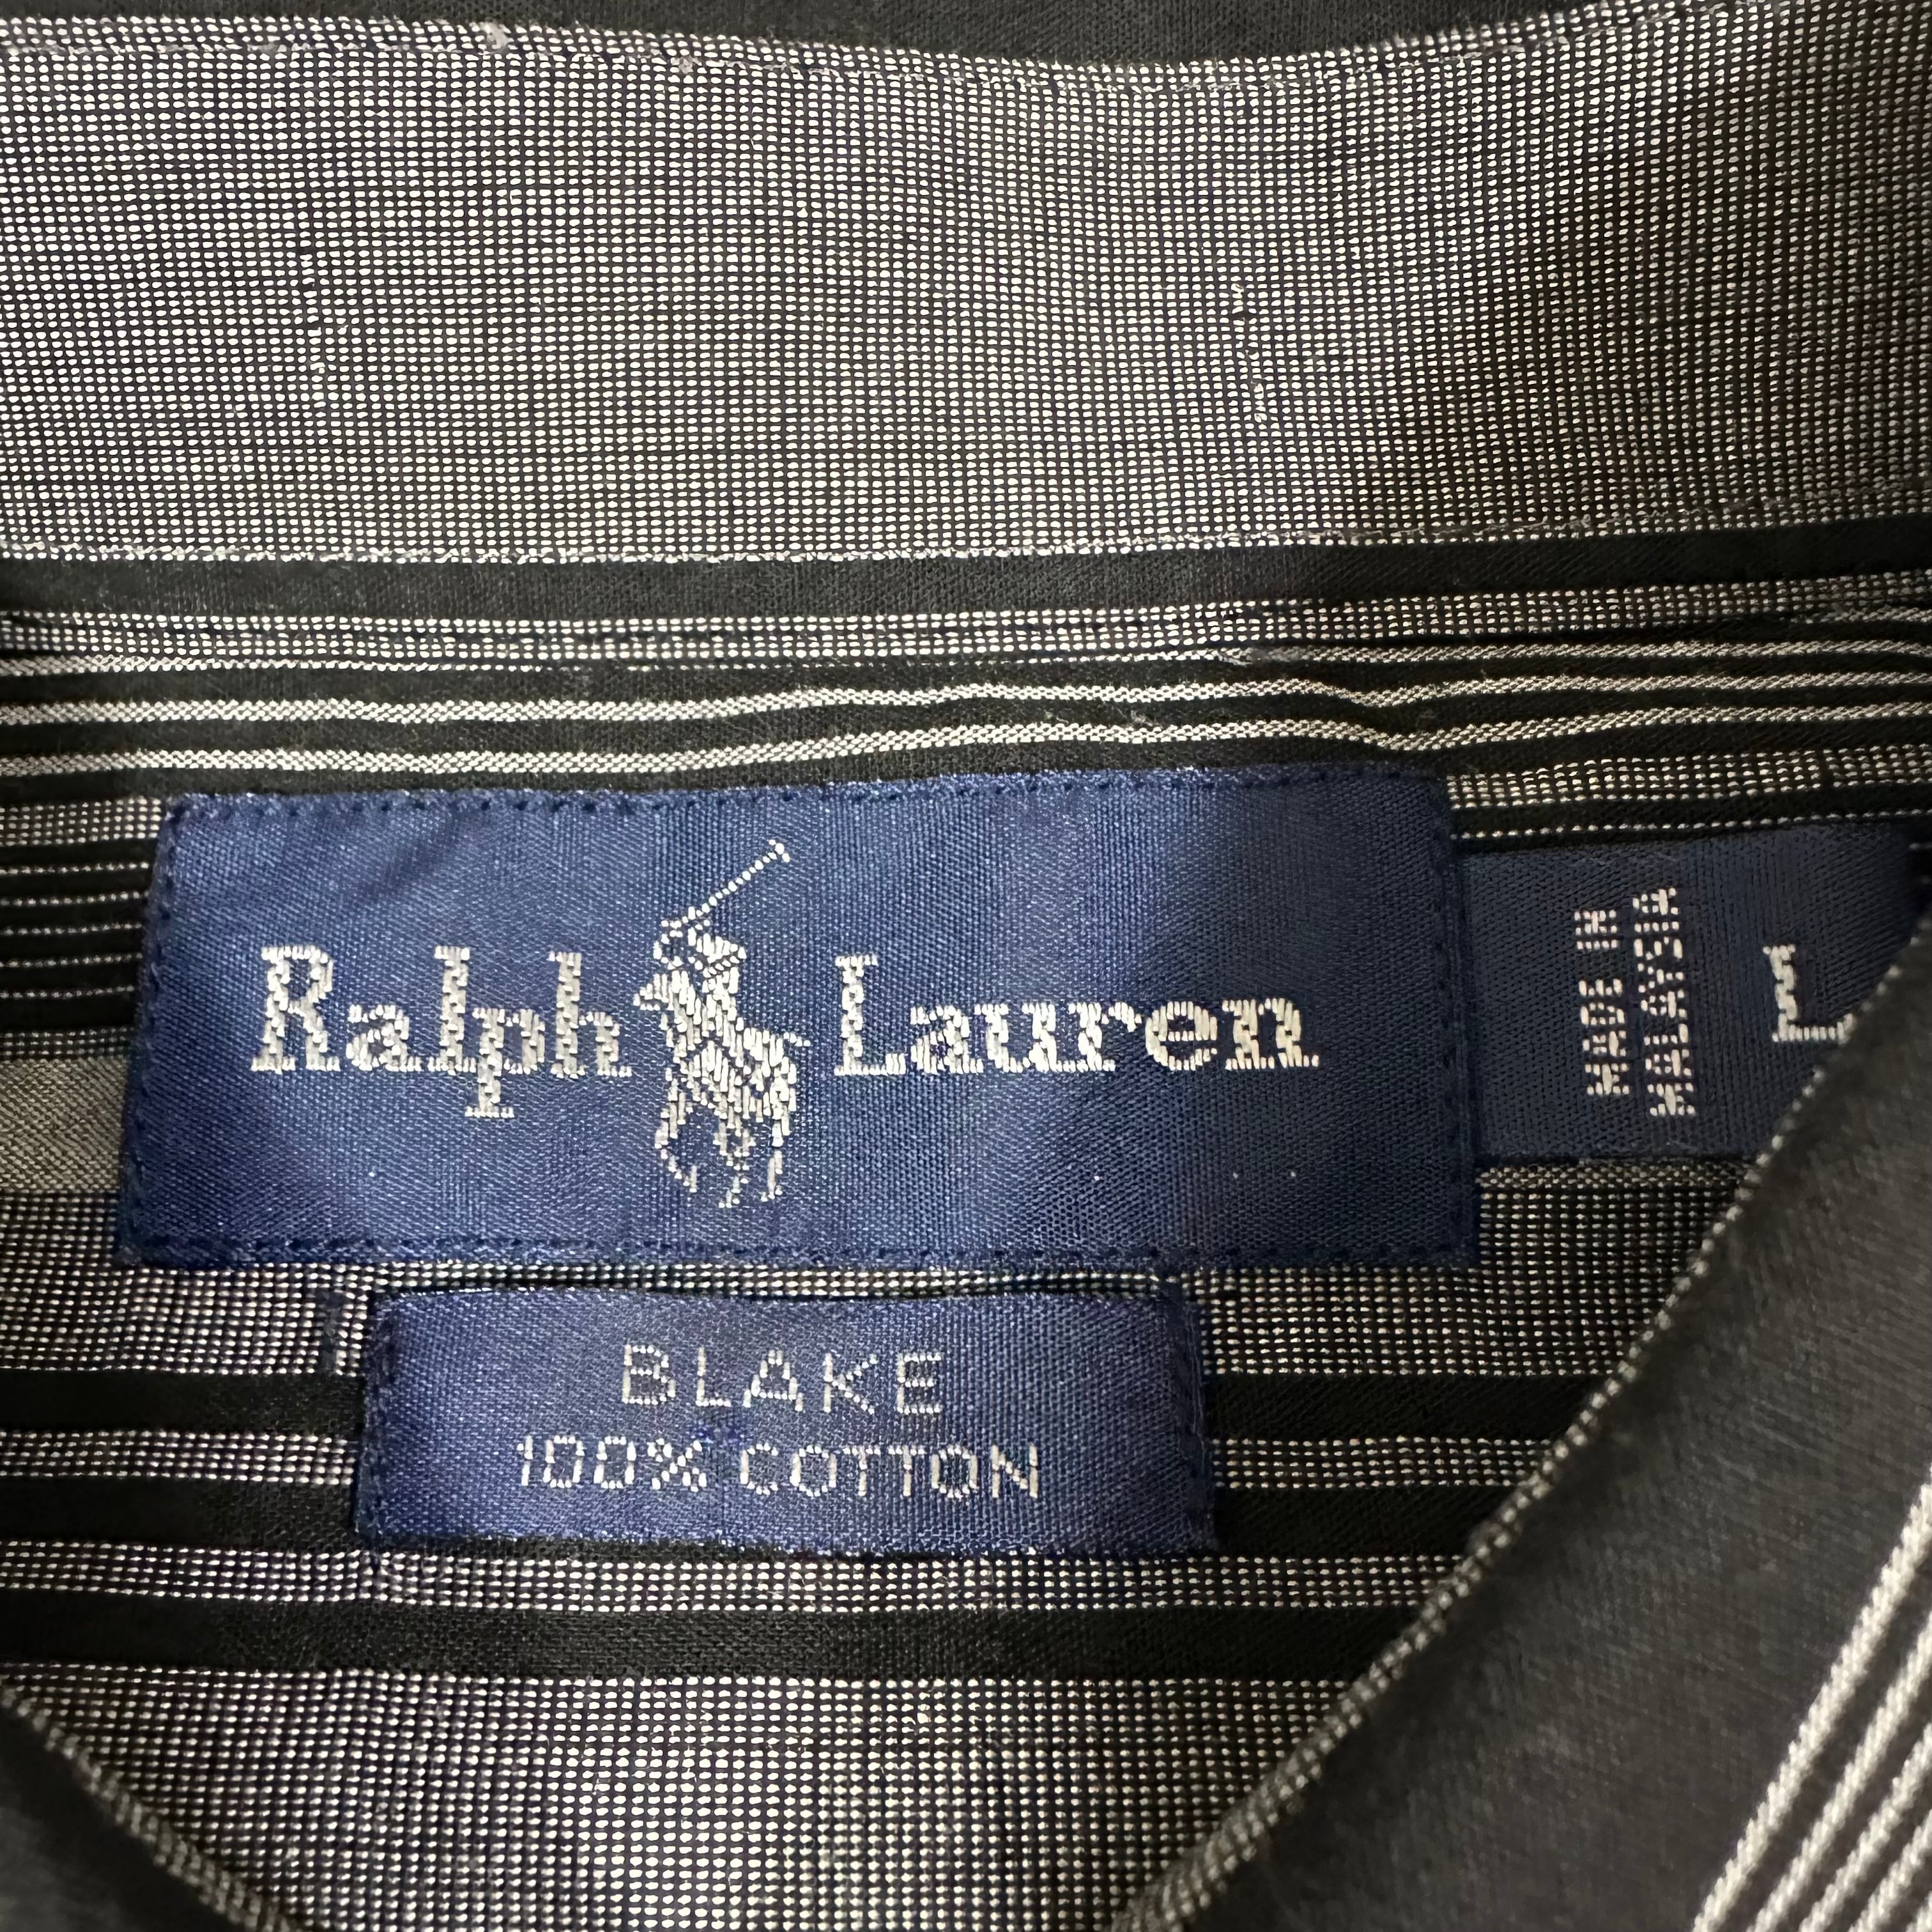 Ralph Lauren
MADE IN
MALAYSIA
L
BLAKE
100% COTTON